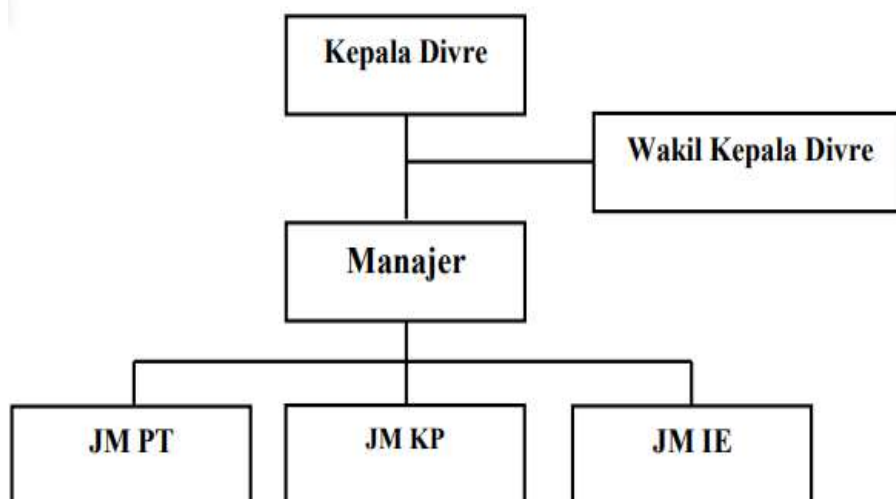 Kepala Divre
Wakil Kepala Divre
Manajer
JM PT
JM KP
JM IE